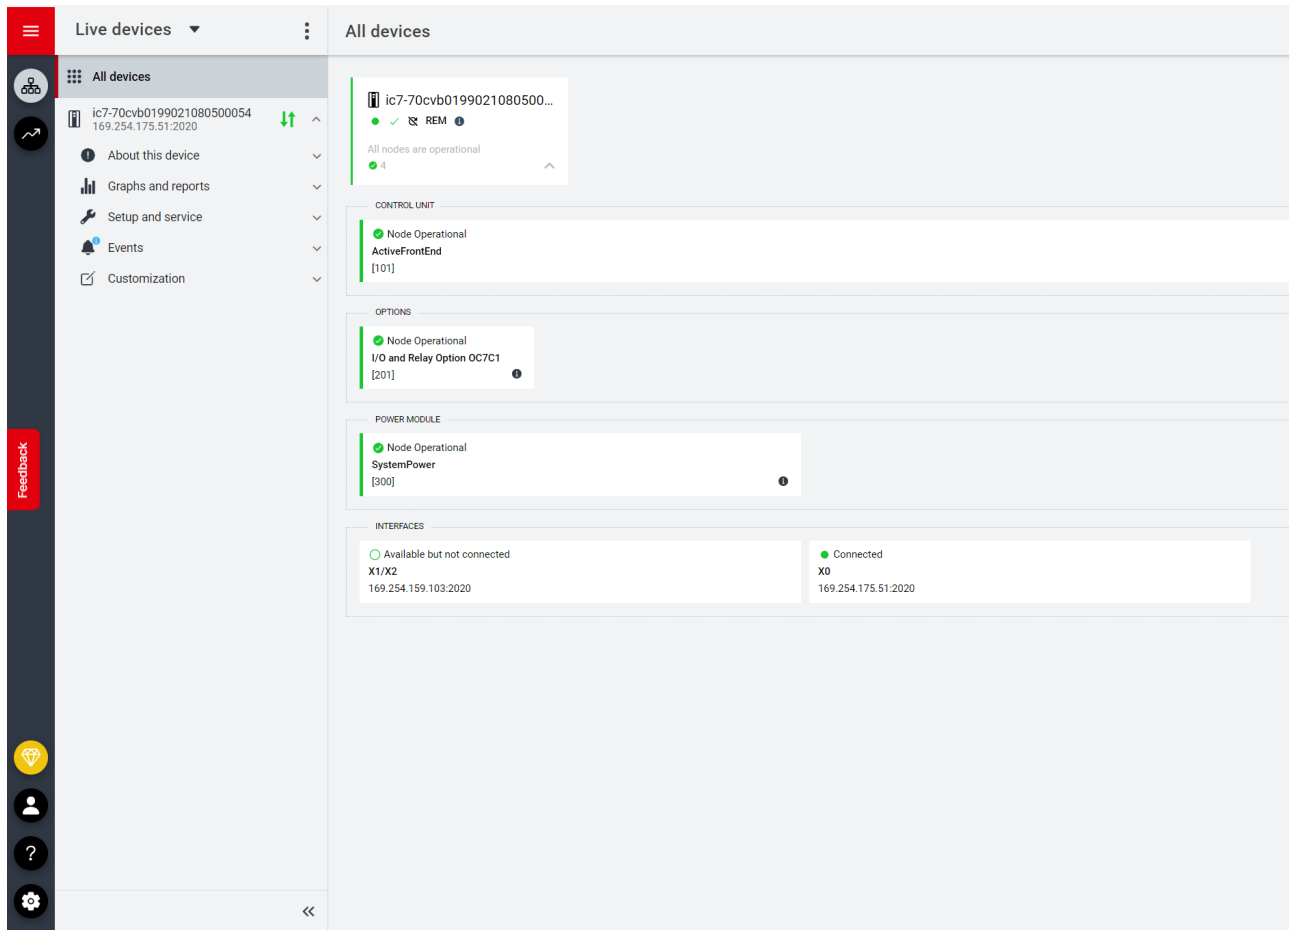 Live devices
All devices
All devices
ic7-70cvb0199021080500054
169.254.175.51:2020
About this device
Graphs and reports
Setup and service
Events
Customization
Feedback
ic7-70cvb0199021080500...
REM
All nodes are operational
4
CONTROL UNIT
Node Operational
ActiveFrontEnd
[101]
OPTIONS
Node Operational
I/O and Relay Option OC7C1
[201]
POWER MODULE
Node Operational
SystemPower
[300]
INTERFACES
Available but not connected
X1/X2
169.254.159.103:2020
Connected
X0
169.254.175.51:2020